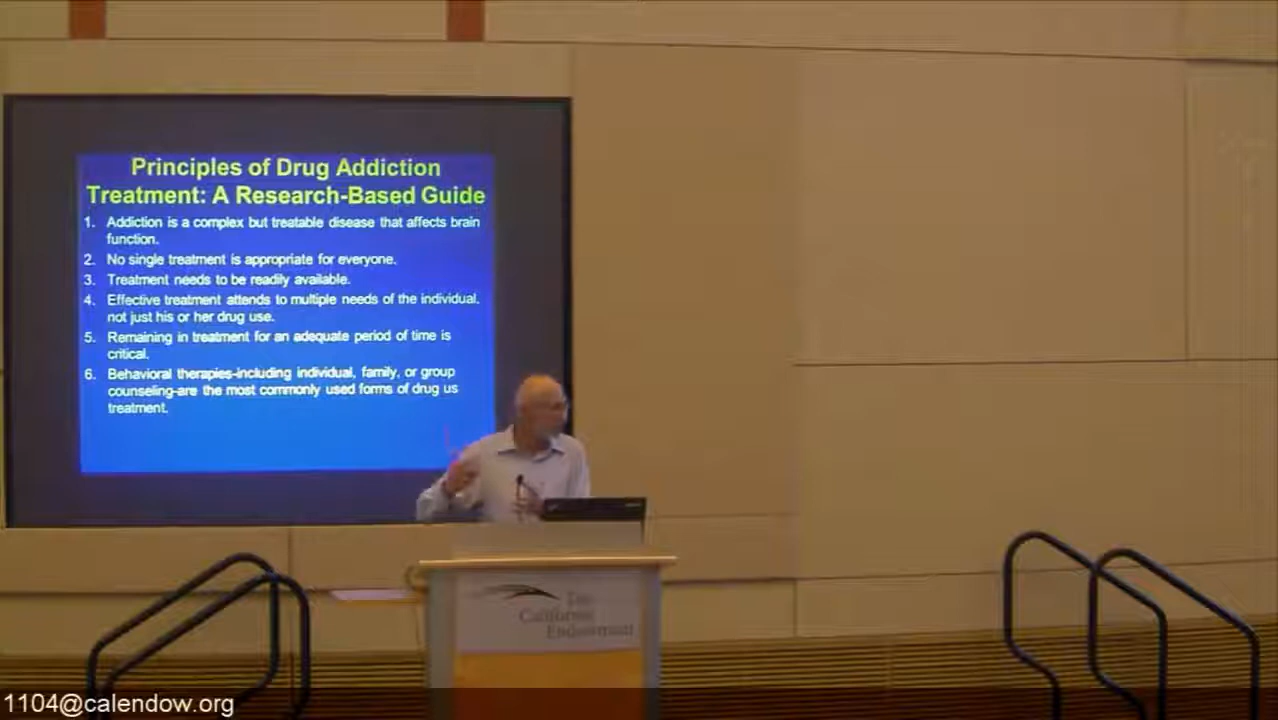 Principles of Drug Addiction
Treatment: A Research-Based Guide
1. Addiction is a complex but treatable disease that affects brain
function.
2. No single treatment is appropriate for everyone.
3. Treatment needs to be readily available.
4. Effective treatment attends to multiple needs of the individual,
not just his or her drug use.
5. Remaining in treatment for an adequate period of time is
critical.
6. Behavioral therapies-including individual, family, or group
counseling-are the most commonly used forms of drug us
treatment.
The
California
Endowment
1104@calendow.org